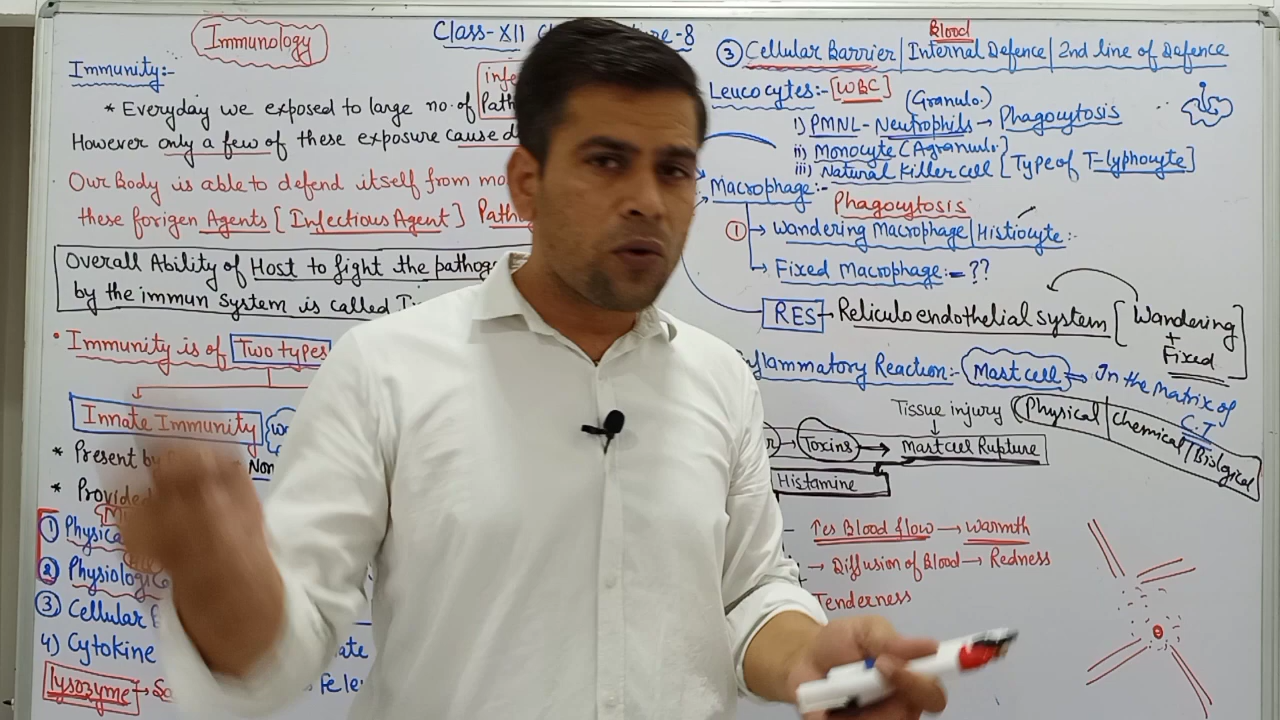 Immunology
Class-XII
-8
Immunity:-
* Everyday we exposed to large no. of
However only a few of these exposure cause
Our Body is able to defend itself from
these forigen Agents [Infectious Agent]
Overall Ability of Host to fight the
by the immun system is called
• Immunity is of Two types
Innate Immunity
* Present by
Non
* Provided
①
②
③ Cellular
4) Cytokine
Lysozyme →
Blood
③ Cellular Barrier | Internal Defence | 2nd line of Defence
Leucocytes:- [WBC]
(Granulo.)
i) PMNL- Neutrophils → Phagocytosis
ii) Monocyte (Agranulo.)
iii) Natural Killer cell [Type of T-lyphocyte]
Macrophage:-
Phagocytosis
① → Wandering Macrophage | Histiocyte:-
→ Fixed Macrophage:- ??
RES → Reliculo endothelial system [Wandering
+
Fixed]
Inflammatory Reaction:- Mast cell → In the matrix of
C.T
Tissue injury (Physical | Chemical | Biological
↓
→ Toxins → mast cell Rupture
Histamine
- ↑es Blood flow → warmth
→ Diffusion of Blood → Redness
Tenderness